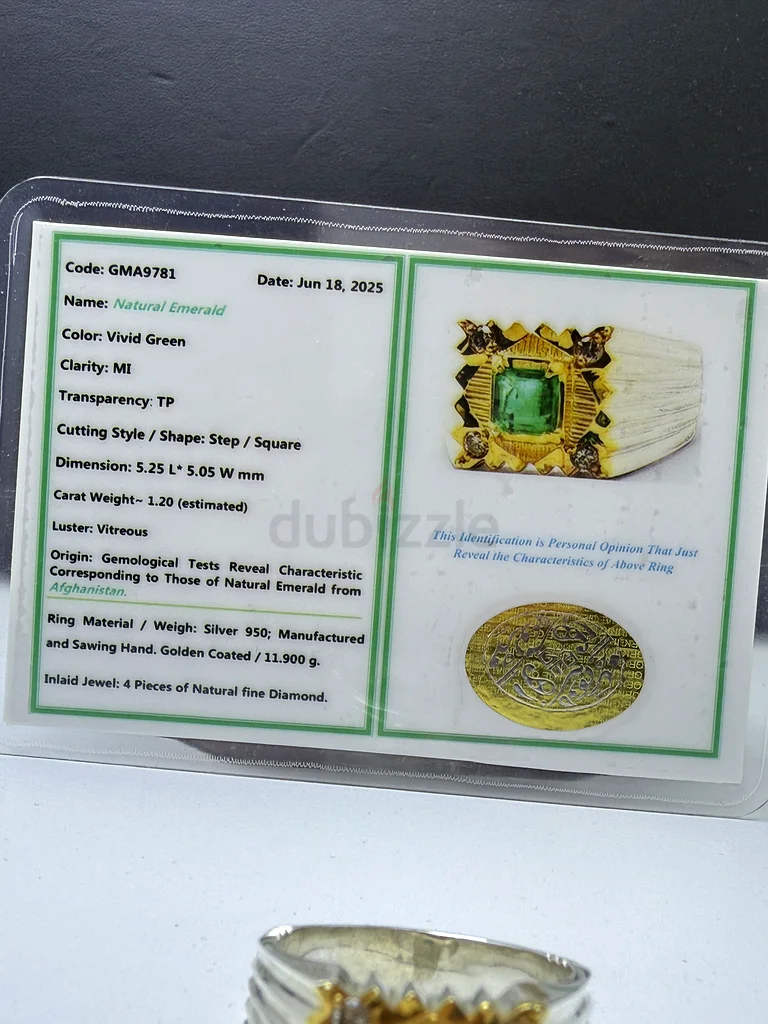 Code: GMA9781
Date: Jun 18, 2025
Name: Natural Emerald
Color: Vivid Green
Clarity: MI
Transparency: TP
Cutting Style / Shape: Step / Square
Dimension: 5.25 L* 5.05 W mm
Carat Weight~ 1.20 (estimated)
Luster: Vitreous
Origin: Gemological Tests Reveal Characteristic
Corresponding to Those of Natural Emerald from
Afghanistan.
Ring Material / Weigh: Silver 950; Manufactured
and Sawing Hand. Golden Coated / 11.900 g.
Inlaid Jewel: 4 Pieces of Natural fine Diamond.
This Identification is Personal Opinion That Just
Reveal the Characteristics of Above Ring
dubizzle